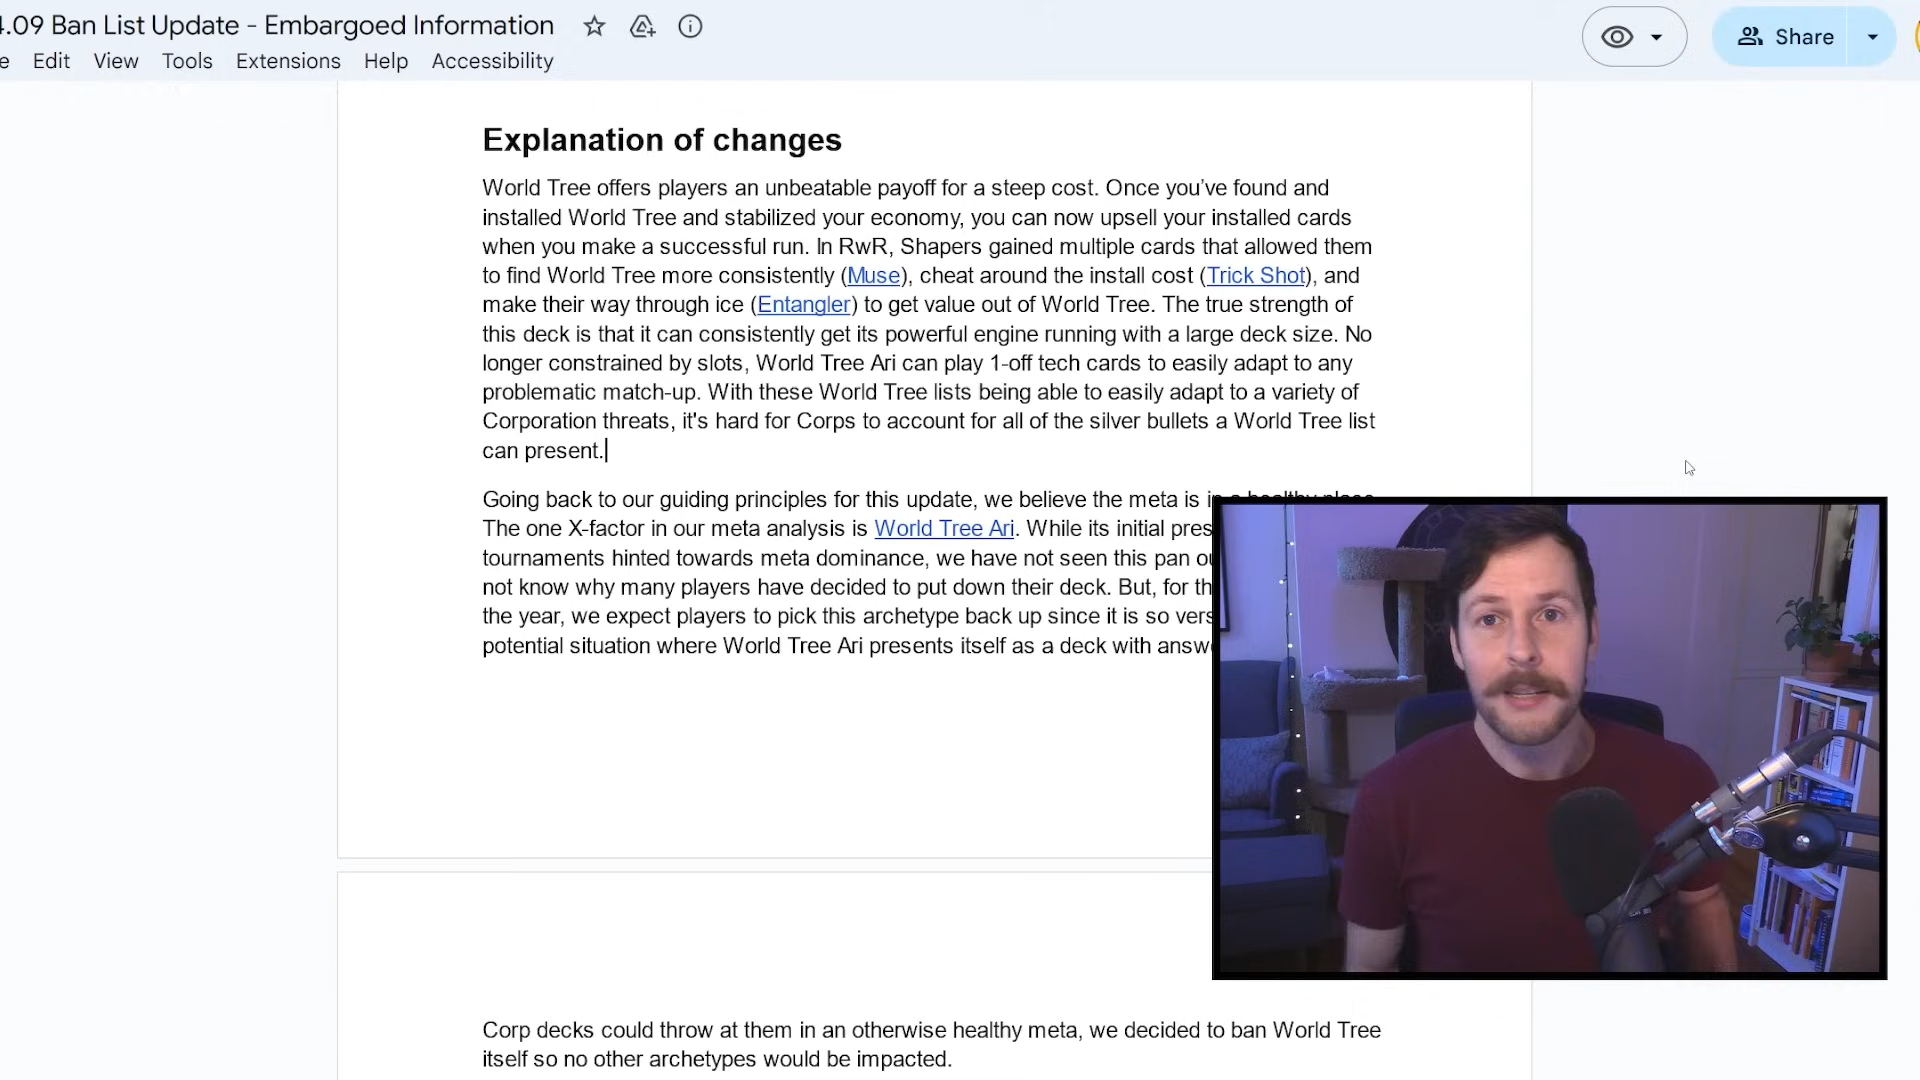 4.09 Ban List Update - Embargoed Information
Edit View Tools Extensions Help Accessibility
Share
Explanation of changes
World Tree offers players an unbeatable payoff for a steep cost. Once you’ve found and
installed World Tree and stabilized your economy, you can now upsell your installed cards
when you make a successful run. In RwR, Shapers gained multiple cards that allowed them
to find World Tree more consistently (Muse), cheat around the install cost (Trick Shot), and
make their way through ice (Entangler) to get value out of World Tree. The true strength of
this deck is that it can consistently get its powerful engine running with a large deck size. No
longer constrained by slots, World Tree Ari can play 1-off tech cards to easily adapt to any
problematic match-up. With these World Tree lists being able to easily adapt to a variety of
Corporation threats, it's hard for Corps to account for all of the silver bullets a World Tree list
can present.
Going back to our guiding principles for this update, we believe the meta is in a healthy place.
The one X-factor in our meta analysis is World Tree Ari. While its initial pres
tournaments hinted towards meta dominance, we have not seen this pan
not know why many players have decided to put down their deck. But, for
the year, we expect players to pick this archetype back up since it is so vers
potential situation where World Tree Ari presents itself as a deck with answ
Corp decks could throw at them in an otherwise healthy meta, we decided to ban World Tree
itself so no other archetypes would be impacted.